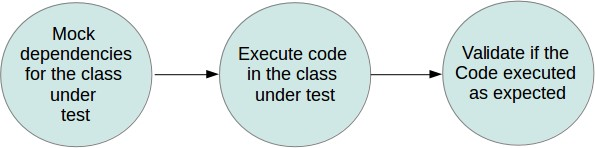 Mock
dependencies
for the class
under
test
Execute code
in the class
under test
Validate if the
Code executed
as expected